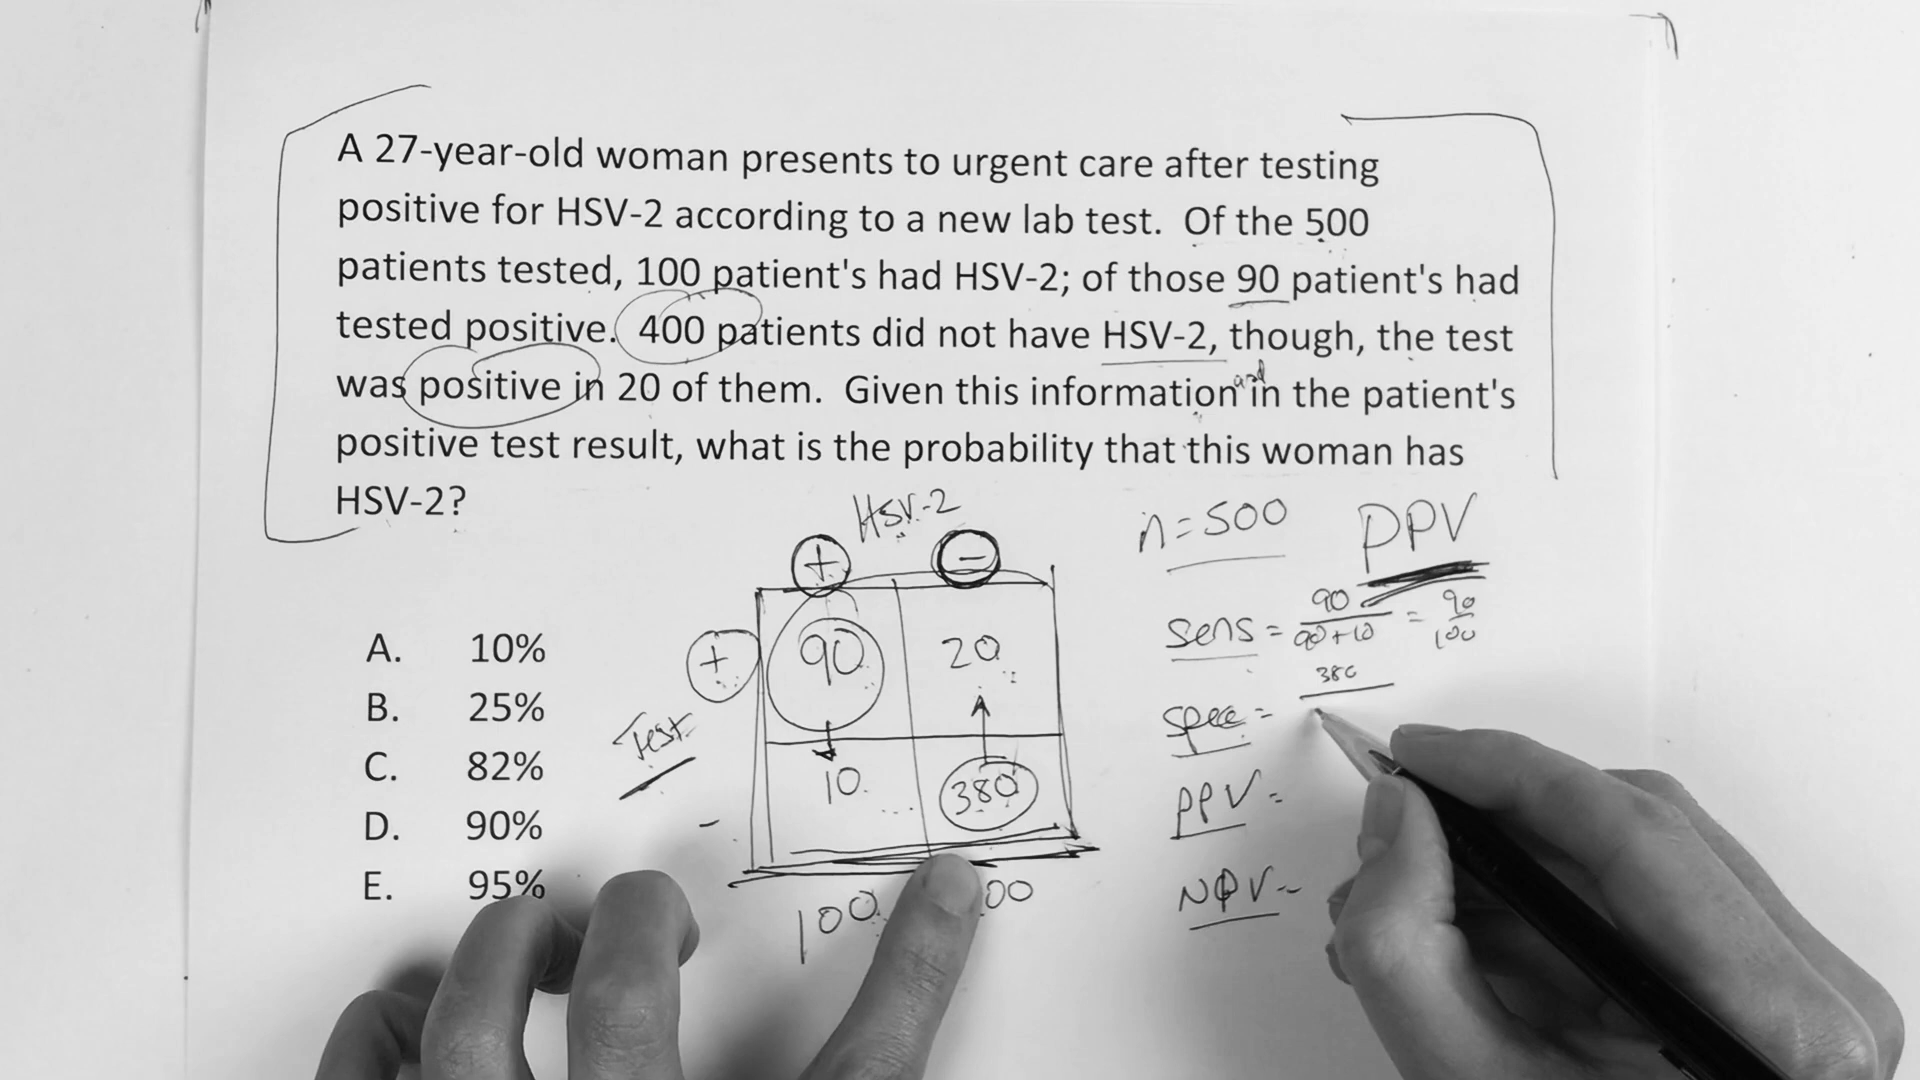 A 27-year-old woman presents to urgent care after testing
positive for HSV-2 according to a new lab test. Of the 500
patients tested, 100 patient's had HSV-2; of those 90 patient's had
tested positive. 400 patients did not have HSV-2, though, the test
was positive in 20 of them. Given this information and in the patient's
positive test result, what is the probability that this woman has
HSV-2?
A. 10%
B. 25%
C. 82%
D. 90%
E. 95%
HSV-2
+ -
Test
+ 90 20
- 10 380
100 00
n=500 PPV
sens = 90/90+10 = 90/100
spec = 380
PPV =
NPV -